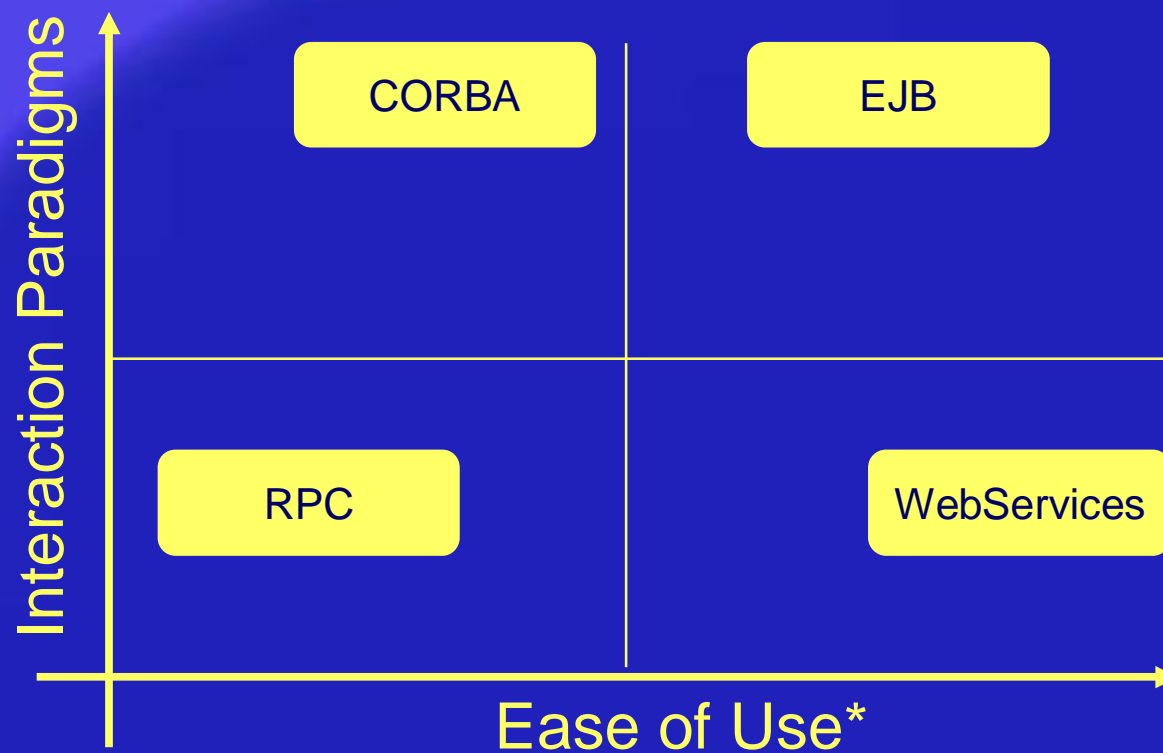 Interaction Paradigms
CORBA
EJB
RPC
WebServices
Ease of Use*